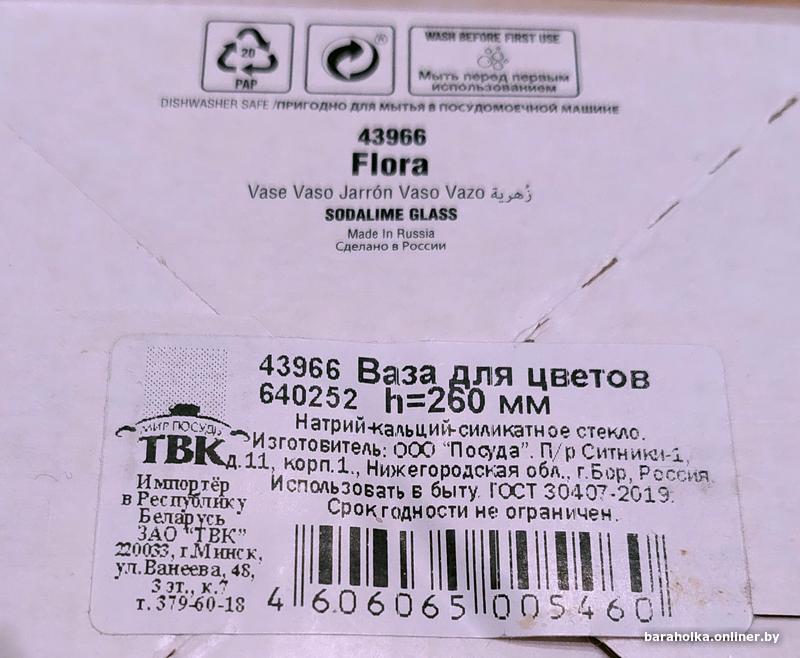 20
PAP
®
WASH BEFORE FIRST USE
Мыть перед первым
использованием
DISHWASHER SAFE /ПРИГОДНО ДЛЯ МЫТЬЯ В ПОСУДОМОЕЧНОЙ МАШИНЕ
43966
Flora
Vase Vaso Jarrón Vaso Vazo زهرية
SODALIME GLASS
Made In Russia
Сделано в России
43966 Ваза для цветов
640252 h=260 мм
Натрий-кальций-силикатное стекло.
Изготовитель: ООО "Посуда". П/р Ситники-1,
д.11, корп.1., Нижегородская обл., г.Бор, Россия.
Использовать в быту. ГОСТ 30407-2019.
Срок годности не ограничен.
МИР ПОСУДЫ
ТВК
Импортёр
в Республику
Беларусь
ЗАО "ТВК"
220033, г.Минск,
ул.Ванеева, 48,
3 эт., к.7
т. 379-60-18
4 606065 005460
baraholka.onliner.by